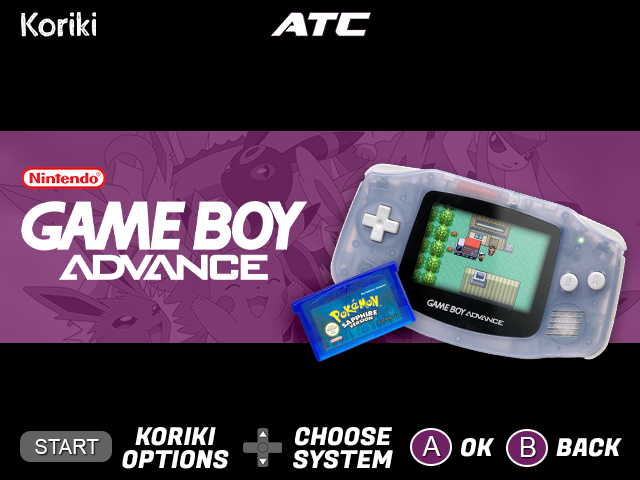 Koriki
ATC
Nintendo
GAME BOY
ADVANCE
POKÉMON
SAPPHIRE
VERSION
GAME BOY ADVANCE
START
KORIKI
OPTIONS
CHOOSE
SYSTEM
A
OK
B
BACK